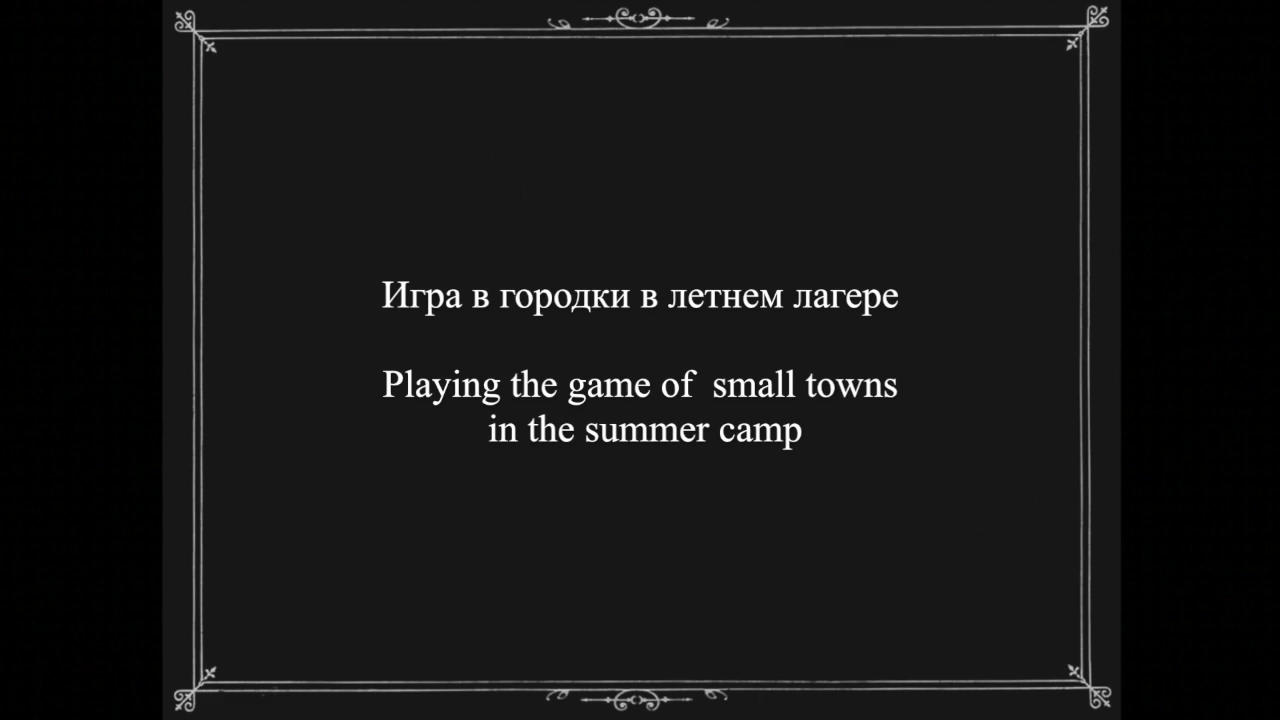 Игра в городки в летнем лагере
Playing the game of  small towns
in the summer camp